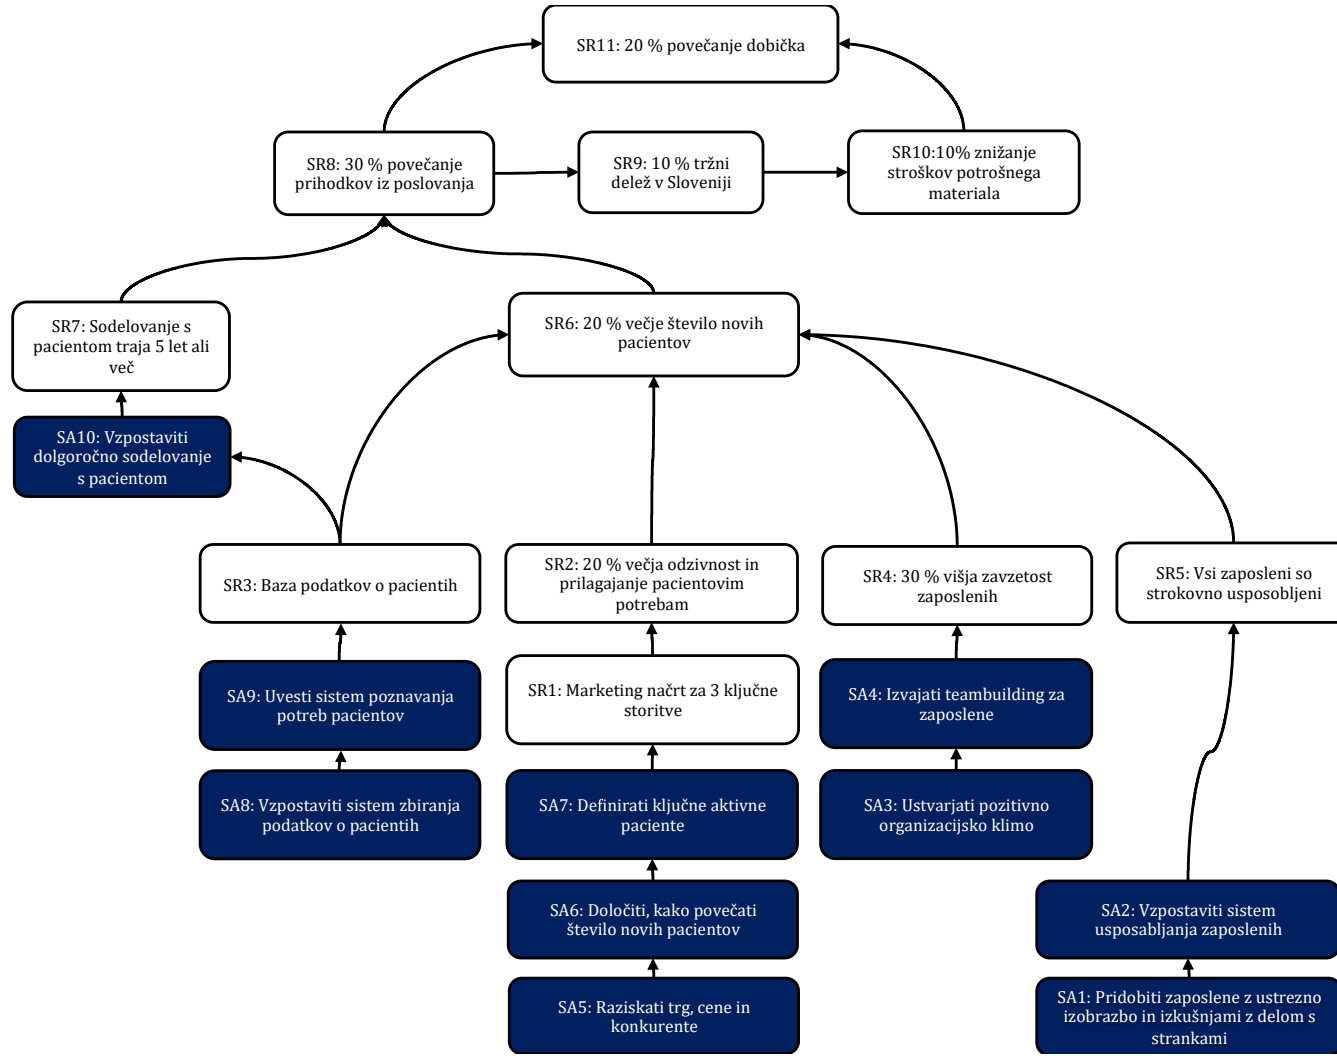 SR11: 20 % povečanje dobička
SR8: 30 % povečanje
prihodkov iz poslovanja
SR9: 10 % tržni
delež v Sloveniji
SR10:10% znižanje
stroškov potrošnega
materiala
SR7: Sodelovanje s
pacientom traja 5 let ali
več
SR6: 20 % večje število novih
pacientov
SA10: Vzpostaviti
dolgoročno sodelovanje
s pacientom
SR3: Baza podatkov o pacientih
SR2: 20 % večja odzivnost in
prilagajanje pacientovim
potrebam
SR4: 30 % višja zavzetost
zaposlenih
SR5: Vsi zaposleni so
strokovno usposobljeni
SA9: Uvesti sistem poznavanja
potreb pacientov
SR1: Marketing načrt za 3 ključne
storitve
SA4: Izvajati teambuilding za
zaposlene
SA8: Vzpostaviti sistem zbiranja
podatkov o pacientih
SA7: Definirati ključne aktivne
paciente
SA3: Ustvarjati pozitivno
organizacijsko klimo
SA6: Določiti, kako povečati
število novih pacientov
SA2: Vzpostaviti sistem
usposabljanja zaposlenih
SA5: Raziskati trg, cene in
konkurente
SA1: Pridobiti zaposlene z ustrezno
izobrazbo in izkušnjami z delom s
strankami